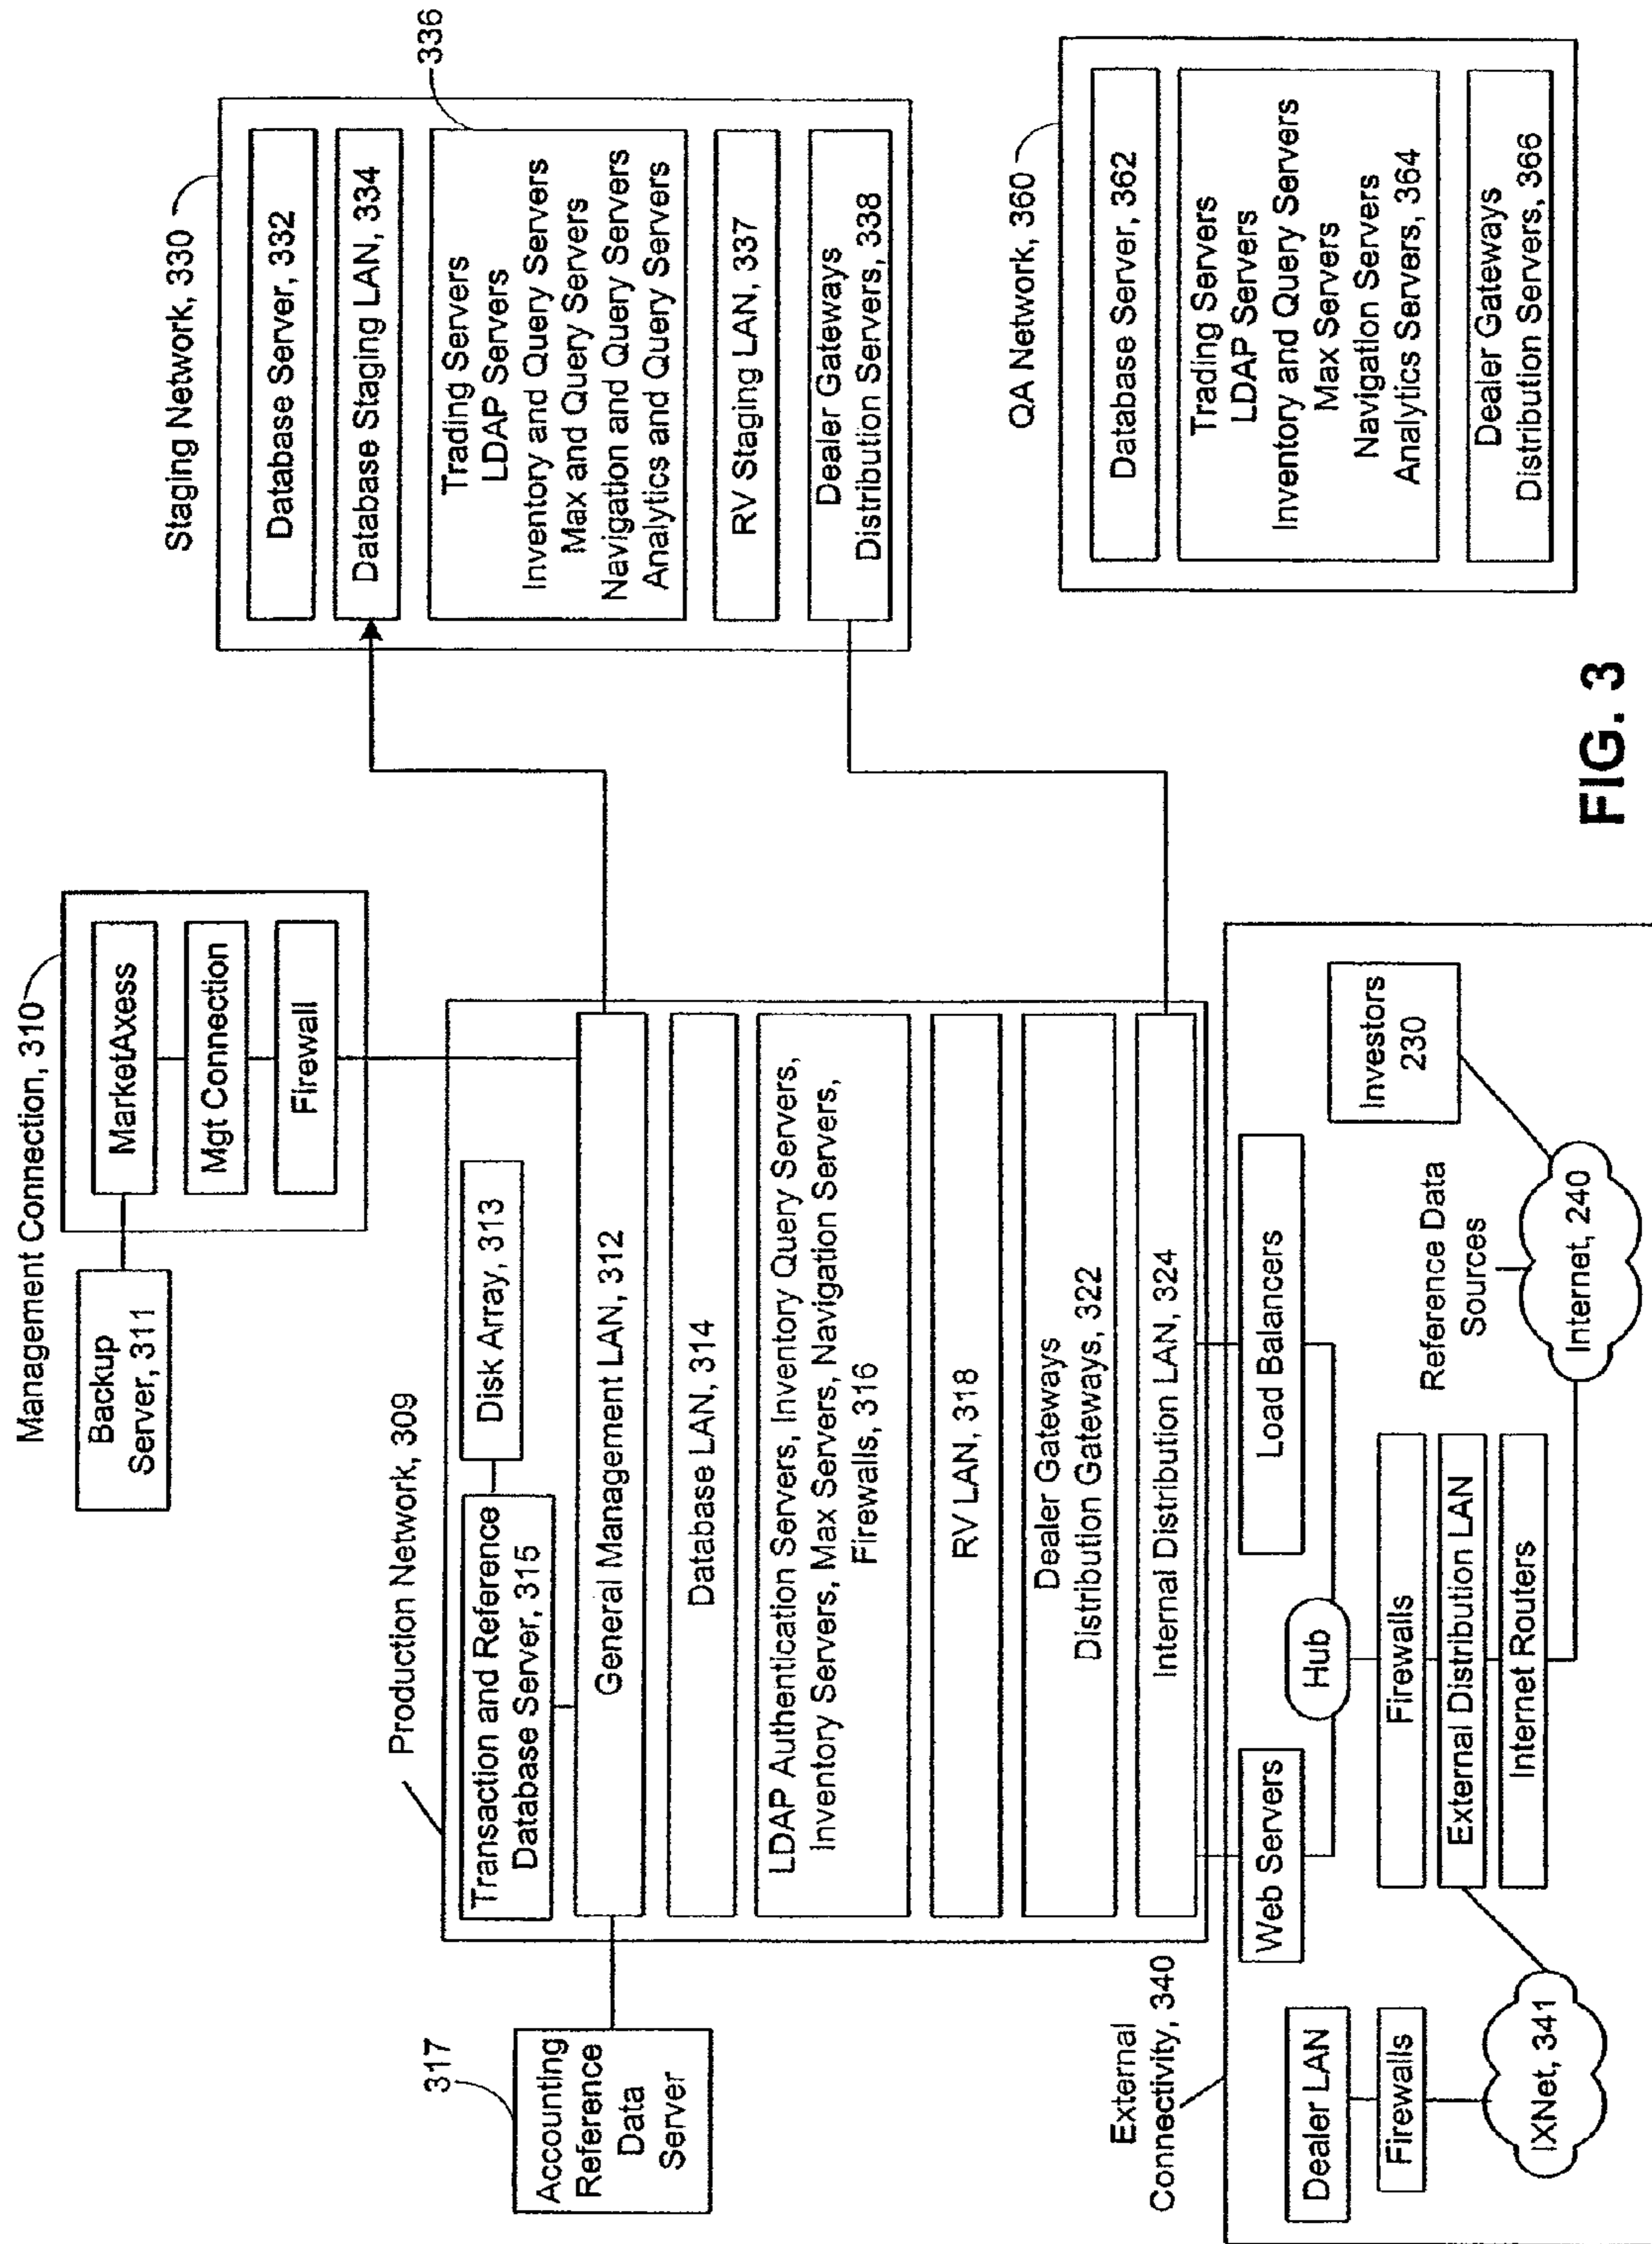 Management Connection, 310
Backup
Server, 311
MarketAxess
Mgt Connection
Firewall
Production Network, 309
Transaction and Reference
Database Server, 315
Disk Array, 313
General Management LAN, 312
Database LAN, 314
LDAP Authentication Servers, Inventory Query Servers,
Inventory Servers, Max Servers, Navigation Servers,
Firewalls, 316
RV LAN, 318
Dealer Gateways
Distribution Gateways, 322
Internal Distribution LAN, 324
317
Accounting
Reference
Data
Server
Staging Network, 330
Database Server, 332
Database Staging LAN, 334
336
Trading Servers
LDAP Servers
Inventory and Query Servers
Max and Query Servers
Navigation and Query Servers
Analytics and Query Servers
RV Staging LAN, 337
Dealer Gateways
Distribution Servers, 338
QA Network, 360
Database Server, 362
Trading Servers
LDAP Servers
Inventory and Query Servers
Max Servers
Navigation Servers
Analytics Servers, 364
Dealer Gateways
Distribution Servers, 366
External
Connectivity, 340
Web Servers
Load Balancers
Hub
Dealer LAN
Firewalls
IXNet, 341
Firewalls
External Distribution LAN
Internet Routers
Reference Data
Sources
Internet, 240
Investors
230
FIG. 3